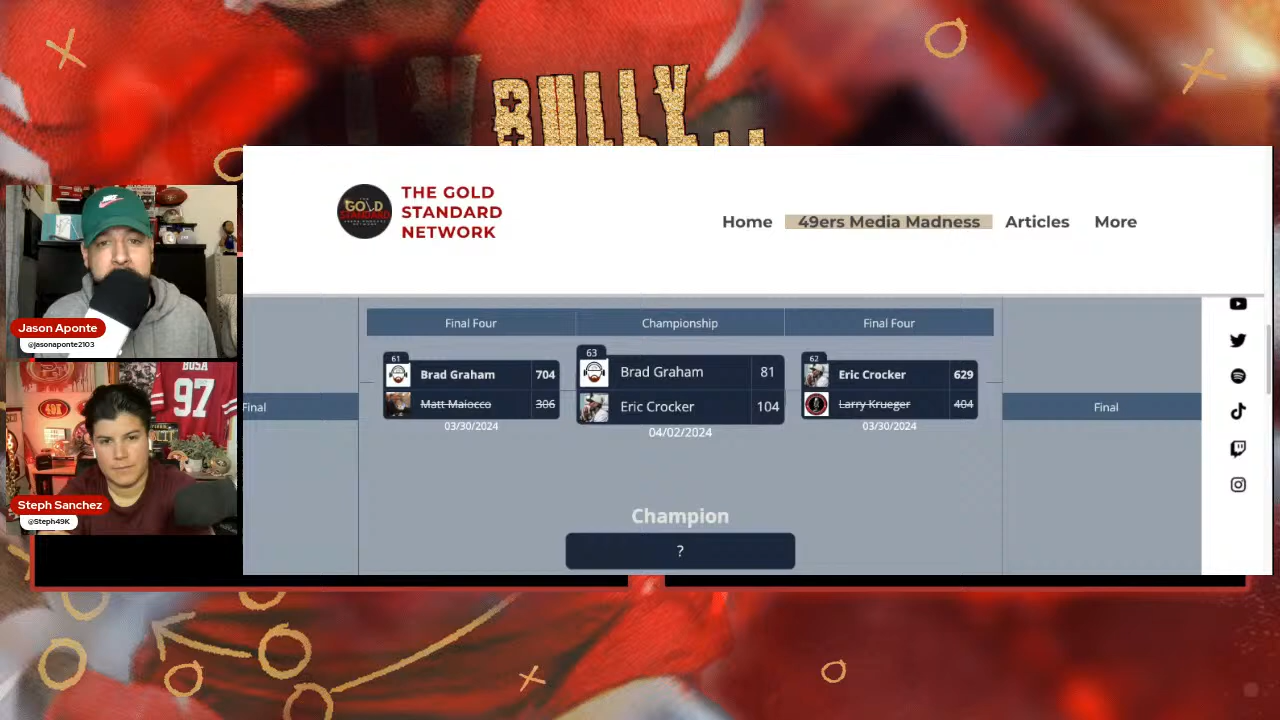 BULLY..
THE GOLD
STANDARD
NETWORK
GOLD
STANDARD
Home
49ers Media Madness
Articles
More
Final Four
Championship
Final Four
61
Brad Graham 704
Matt Maiocco 306
03/30/2024
63
Brad Graham 81
Eric Crocker 104
04/02/2024
62
Eric Crocker 629
Larry Krueger 404
03/30/2024
Final
Final
Champion
?
Jason Aponte
@jasonaponte2103
BOSA
97
Steph Sanchez
@Steph49K